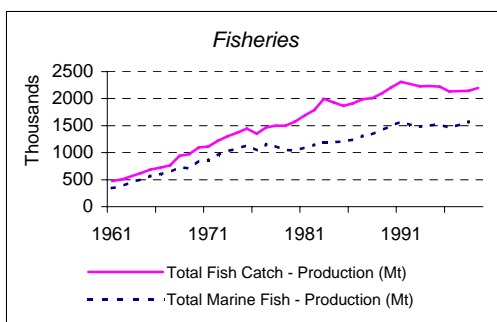 Fisheries
Thousands
2500
2000
1500
1000
500
0
1961 1971 1981 1991
Total Fish Catch - Production (Mt)
Total Marine Fish - Production (Mt)